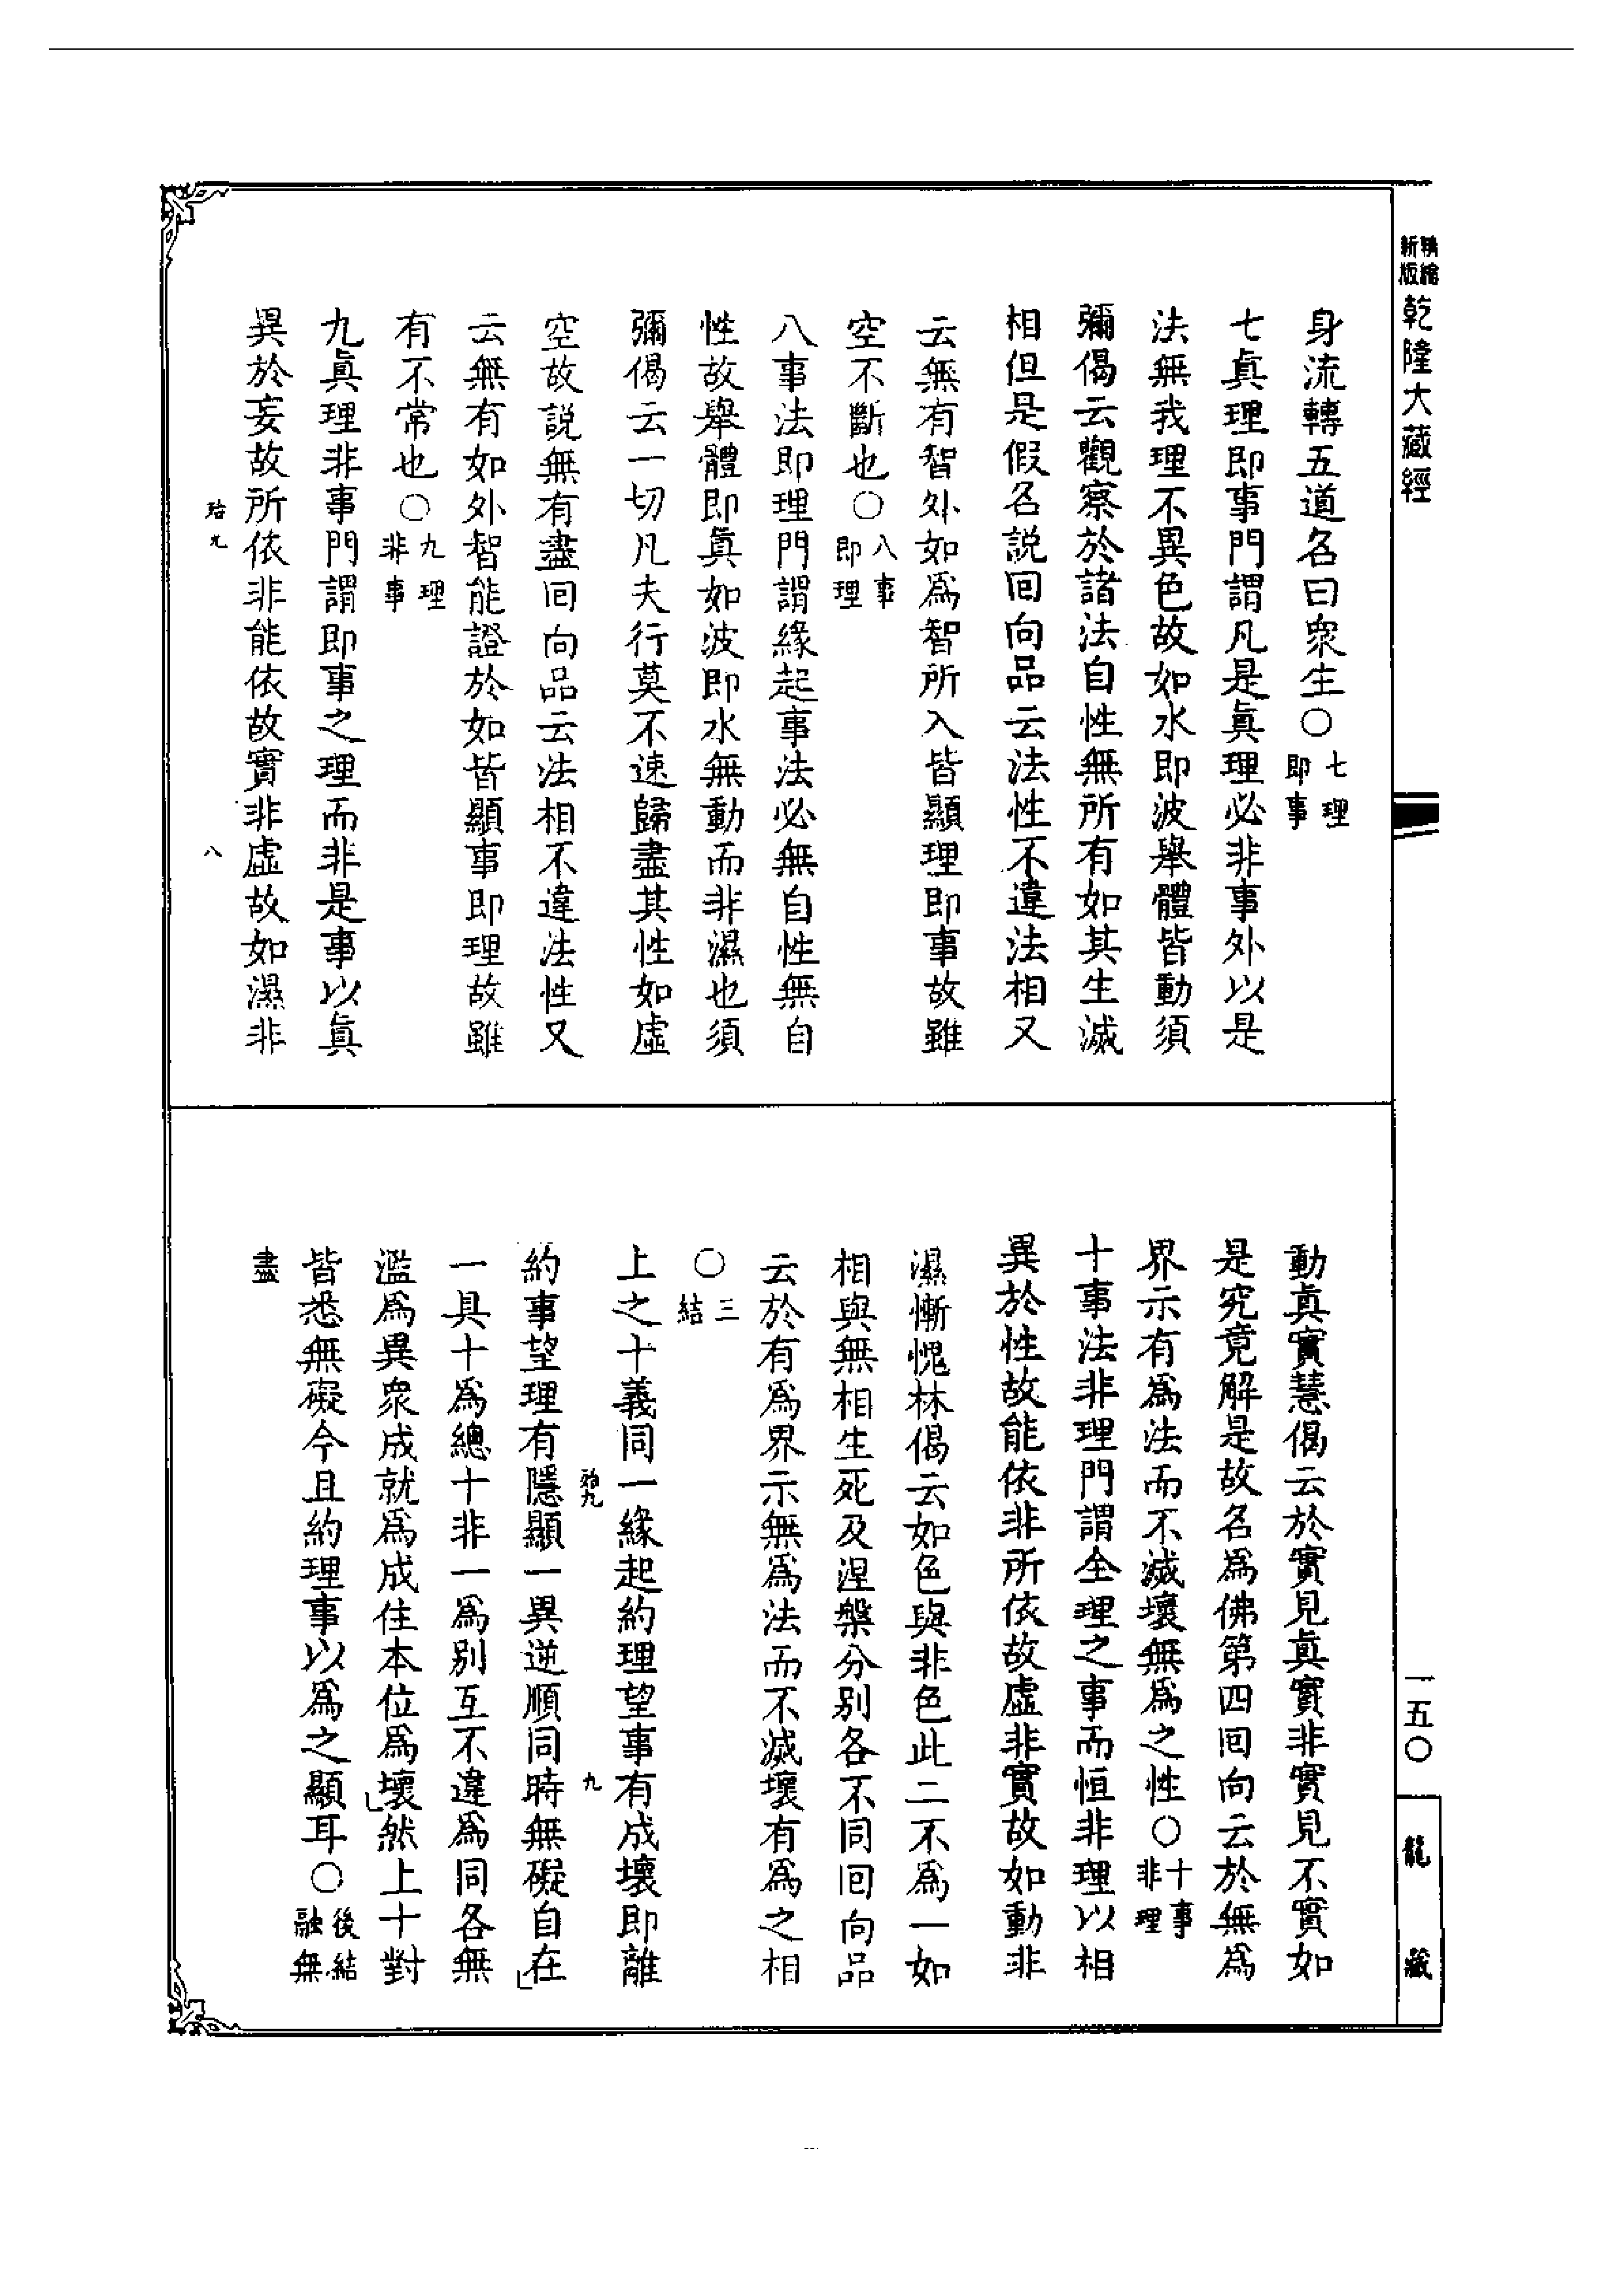 精縮
新版
乾隆大藏經
身流轉五道名曰衆生○七理即事
七眞理即事門謂凡是眞理必非事外以是
法無我理不異色故如水即波舉體皆動須
彌偈云觀察於諸法自性無所有如其生滅
相但是假名説回向品云法性不違法相又
云無有智外如爲智所入皆顯理即事故雖
空不斷也○八事即理
八事法即理門謂緣起事法必無自性無自
性故舉體即眞如波即水無動而非濕也須
彌偈云一切凡夫行莫不速歸盡其性如虛
空故説無有盡回向品云法相不違法性又
云無有如外智能證於如皆顯事即理故雖
有不常也○九理非事
九眞理非事門謂即事之理而非是事以眞
異於妄故所依非能依故實非虛故如濕非
九
八
動眞實慧偈云於實見眞實非實見不實如
是究竟解是故名爲佛第四回向云於無爲
界示有爲法而不滅壞無爲之性○十事非理
十事法非理門謂全理之事而恒非理以相
異於性故能依非所依故虛非實故如動非
濕慚愧林偈云如色與非色此二不爲一如
相與無相生死及涅槃分別各不同回向品
云於有爲界示無爲法而不滅壞有爲之相
○三結
上之十義同一緣起約理望事有成壞即離
九
九
約事望理有隱顯一異逆順同時無礙自在
一具十爲總十非一爲別互不違爲同各無
濫爲異衆成就爲成住本位爲壞然上十對
皆悉無礙今且約理事以爲之顯耳○後結融無
盡
一五〇
龍藏